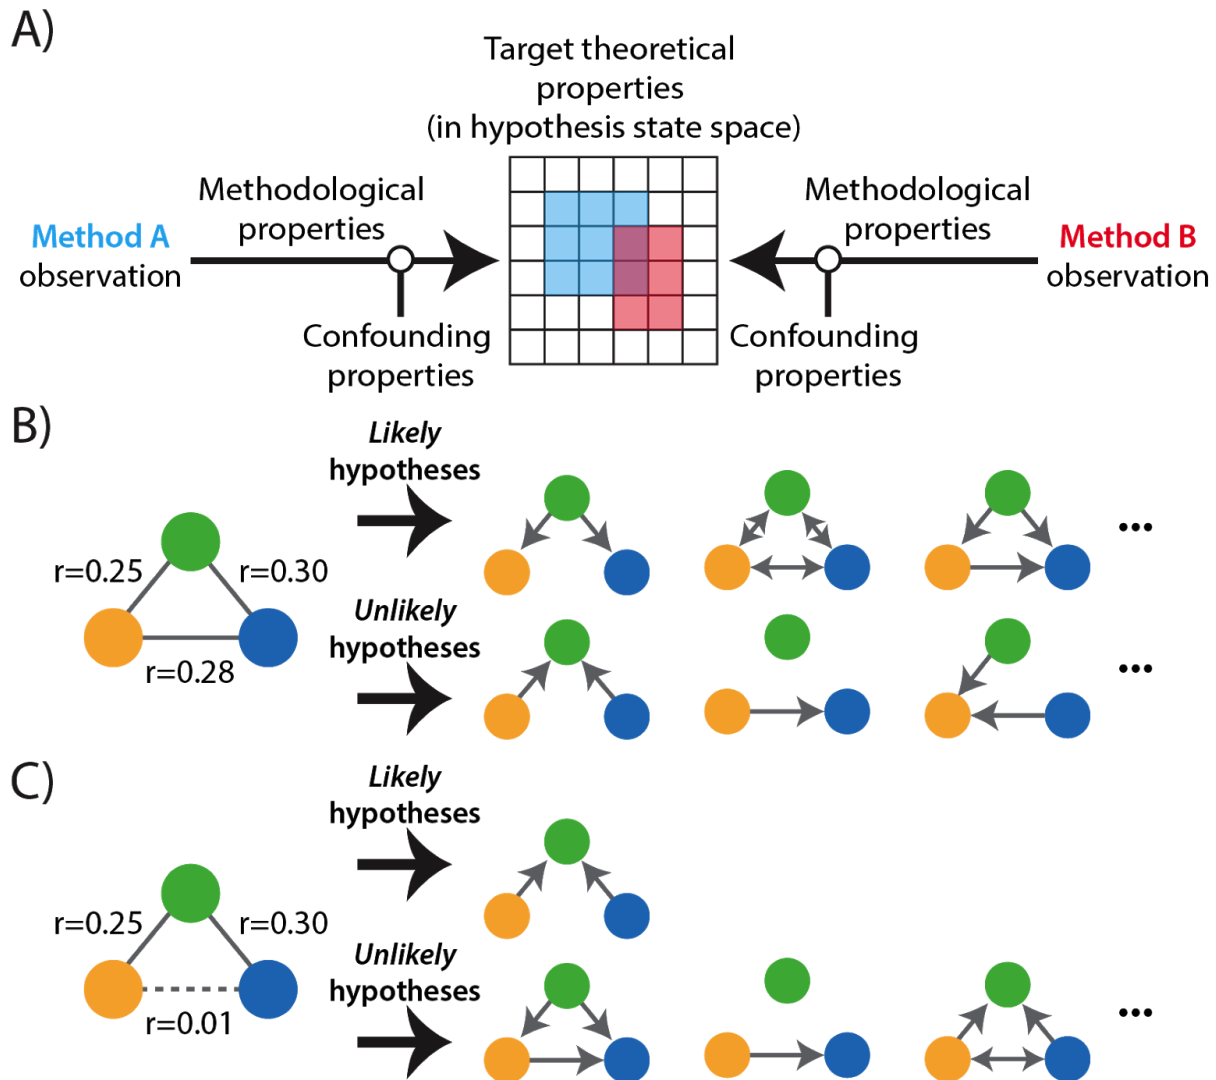 A)
Target theoretical
properties
(in hypothesis state space)
Methodological
properties
Methodological
properties
Method A
observation
Method B
observation
Confounding
properties
Confounding
properties
B)
Likely
hypotheses
r=0.25
r=0.30
r=0.28
...
Unlikely
hypotheses
...
C)
Likely
hypotheses
r=0.25
r=0.30
r=0.01
Unlikely
hypotheses
...